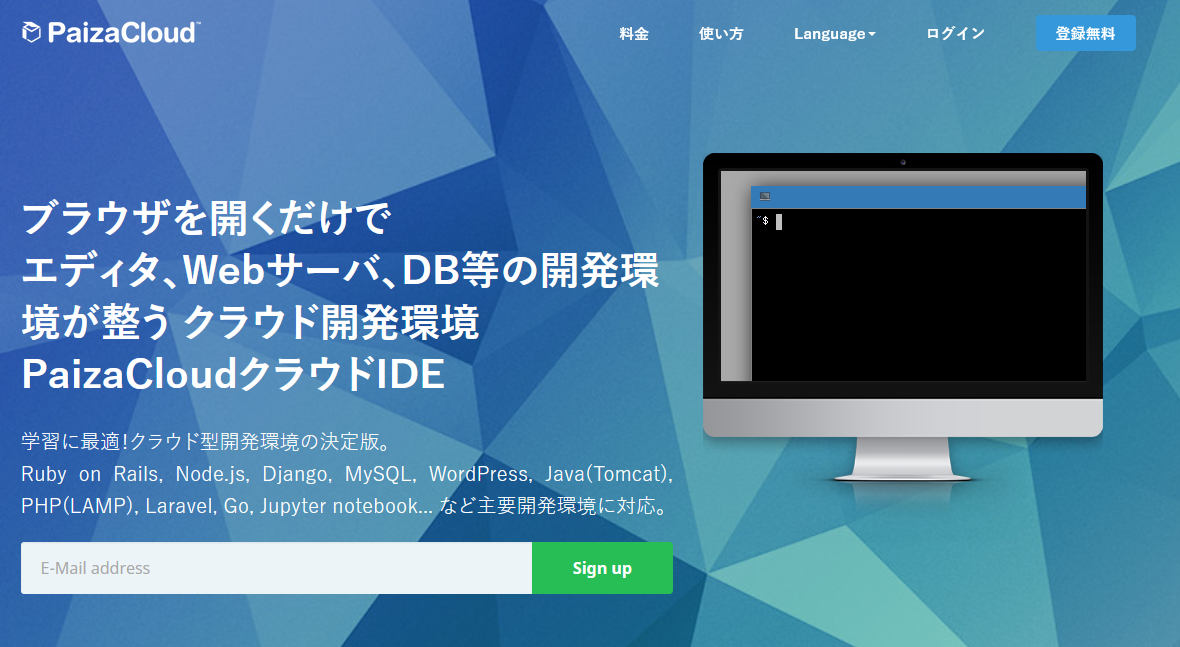 PaizaCloud™
料金
使い方
Language
ログイン
登録無料
ブラウザを開くだけで
エディタ、Webサーバ、DB等の開発環
境が整う クラウド開発環境
PaizaCloudクラウドIDE
学習に最適!クラウド型開発環境の決定版。
Ruby on Rails, Node.js, Django, MySQL, WordPress, Java(Tomcat),
PHP(LAMP), Laravel, Go, Jupyter notebook... など主要開発環境に対応。
E-Mail address
Sign up
~$